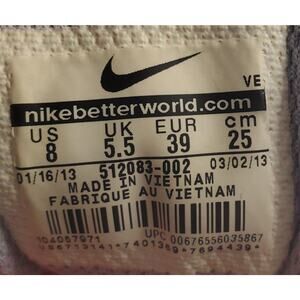 VE
nikebetterworld.com
US UK EUR cm
8 5.5 39 25
01/16/13 512083-002 03/02/13
MADE IN VIETNAM
FABRIQUE AU VIETNAM
104057971 UPC 00676556035867